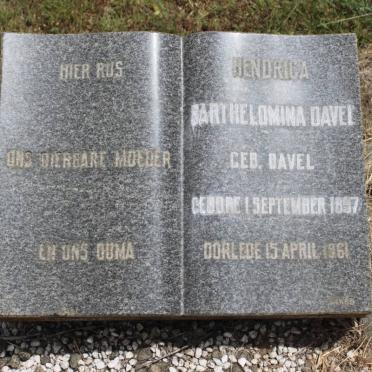 HIER RUS
ONS DIERBARE MOEDER
EN ONS OUMA
HENDRICA
BARTHELOMINA DAVEL
GEB. DAVEL
GEBORE 1 SEPTEMBER 1897
OORLEDE 15 APRIL 1961